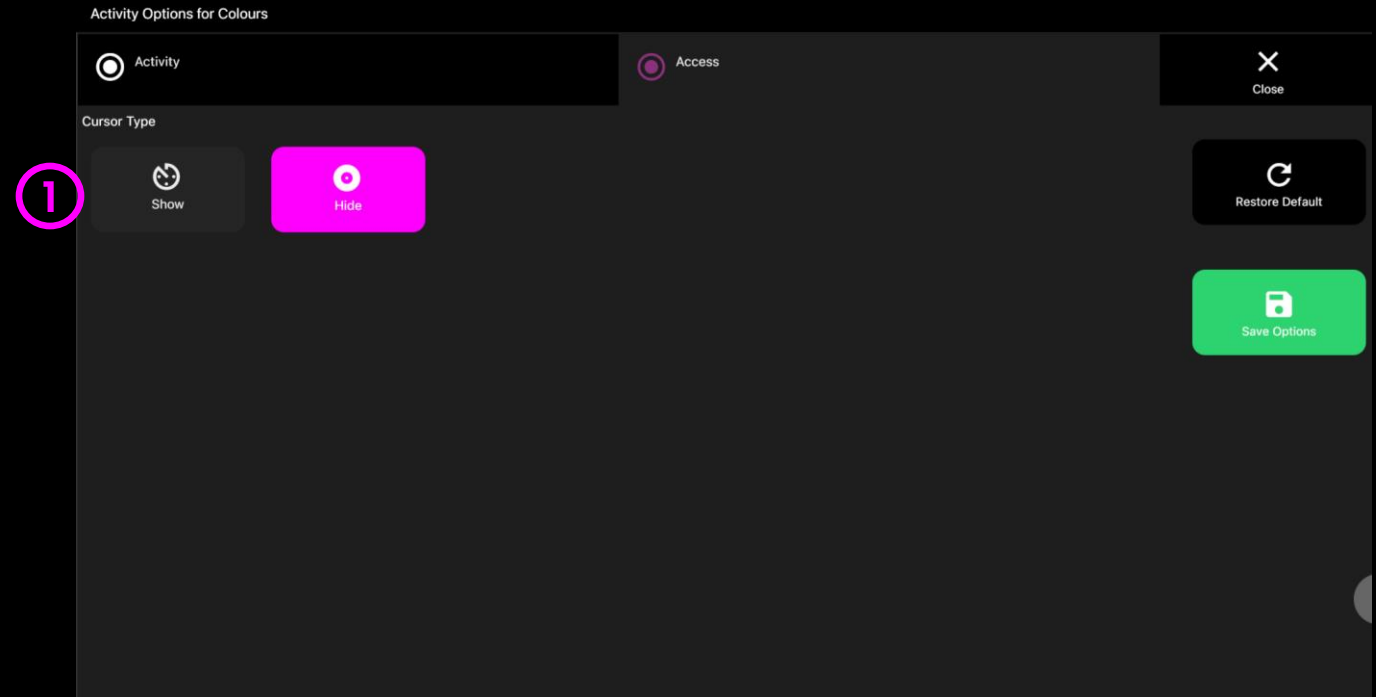 Activity Options for Colours
Activity
Access
Close
Cursor Type
1
Show
Hide
Restore Default
Save Options